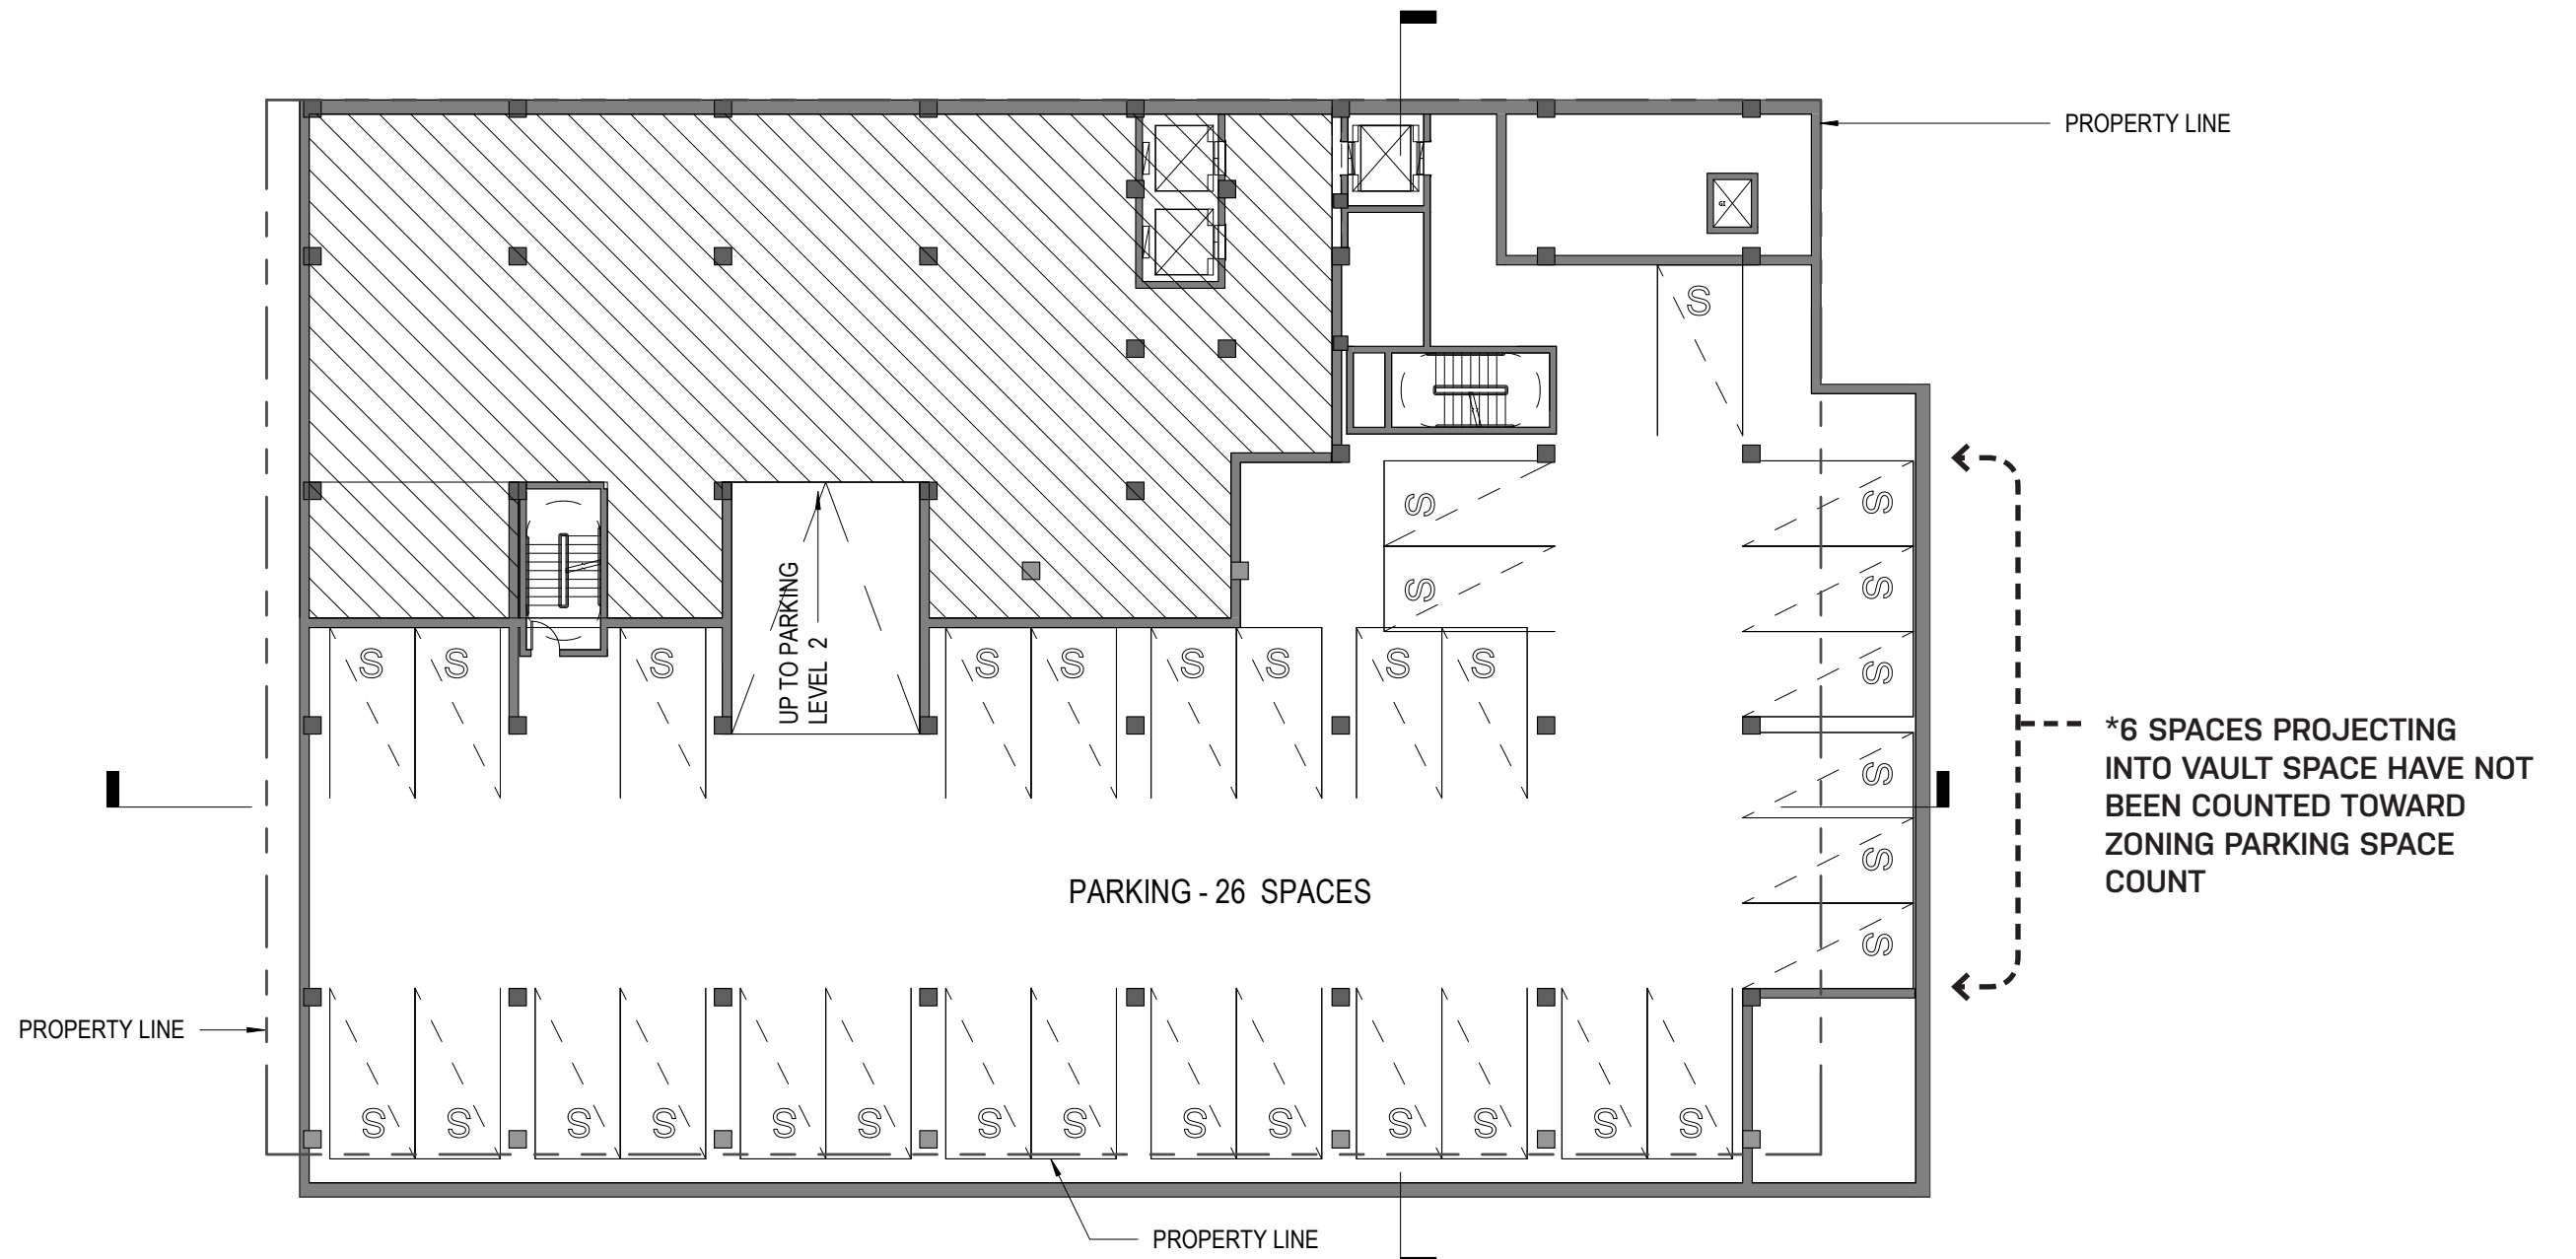 PROPERTY LINE
GI
S
S S
S S
UP TO PARKING
LEVEL 2
S S S S S S S S S S
*6 SPACES PROJECTING
INTO VAULT SPACE HAVE NOT
BEEN COUNTED TOWARD
ZONING PARKING SPACE
COUNT
S
S
PARKING - 26 SPACES
S
PROPERTY LINE
S S S S S S S S S S S S S S
PROPERTY LINE